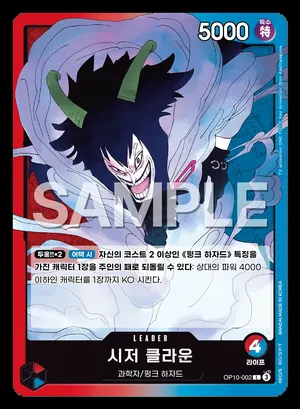 5000
특수
特
SAMPLE
두웅!!×2 어택 시 자신의 코스트 2 이상인 《펑크 하자드》 특징을
가진 캐릭터 1장을 주인의 패로 되돌릴 수 있다: 상대의 파워 4000
이하인 캐릭터를 1장까지 KO 시킨다.
LEADER
시저 클라운
과학자/펑크 하자드
4
라이프
OP10-002 L